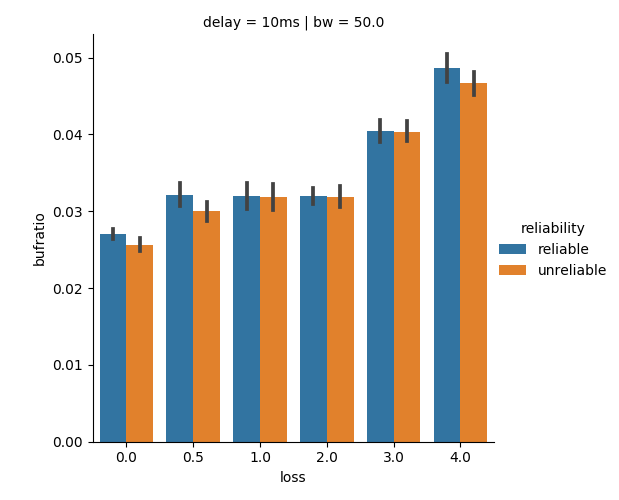 delay = 10ms | bw = 50.0
0.05
0.04
0.03
0.02
0.01
0.00
bufratio
0.0 0.5 1.0 2.0 3.0 4.0
loss
reliability
reliable
unreliable